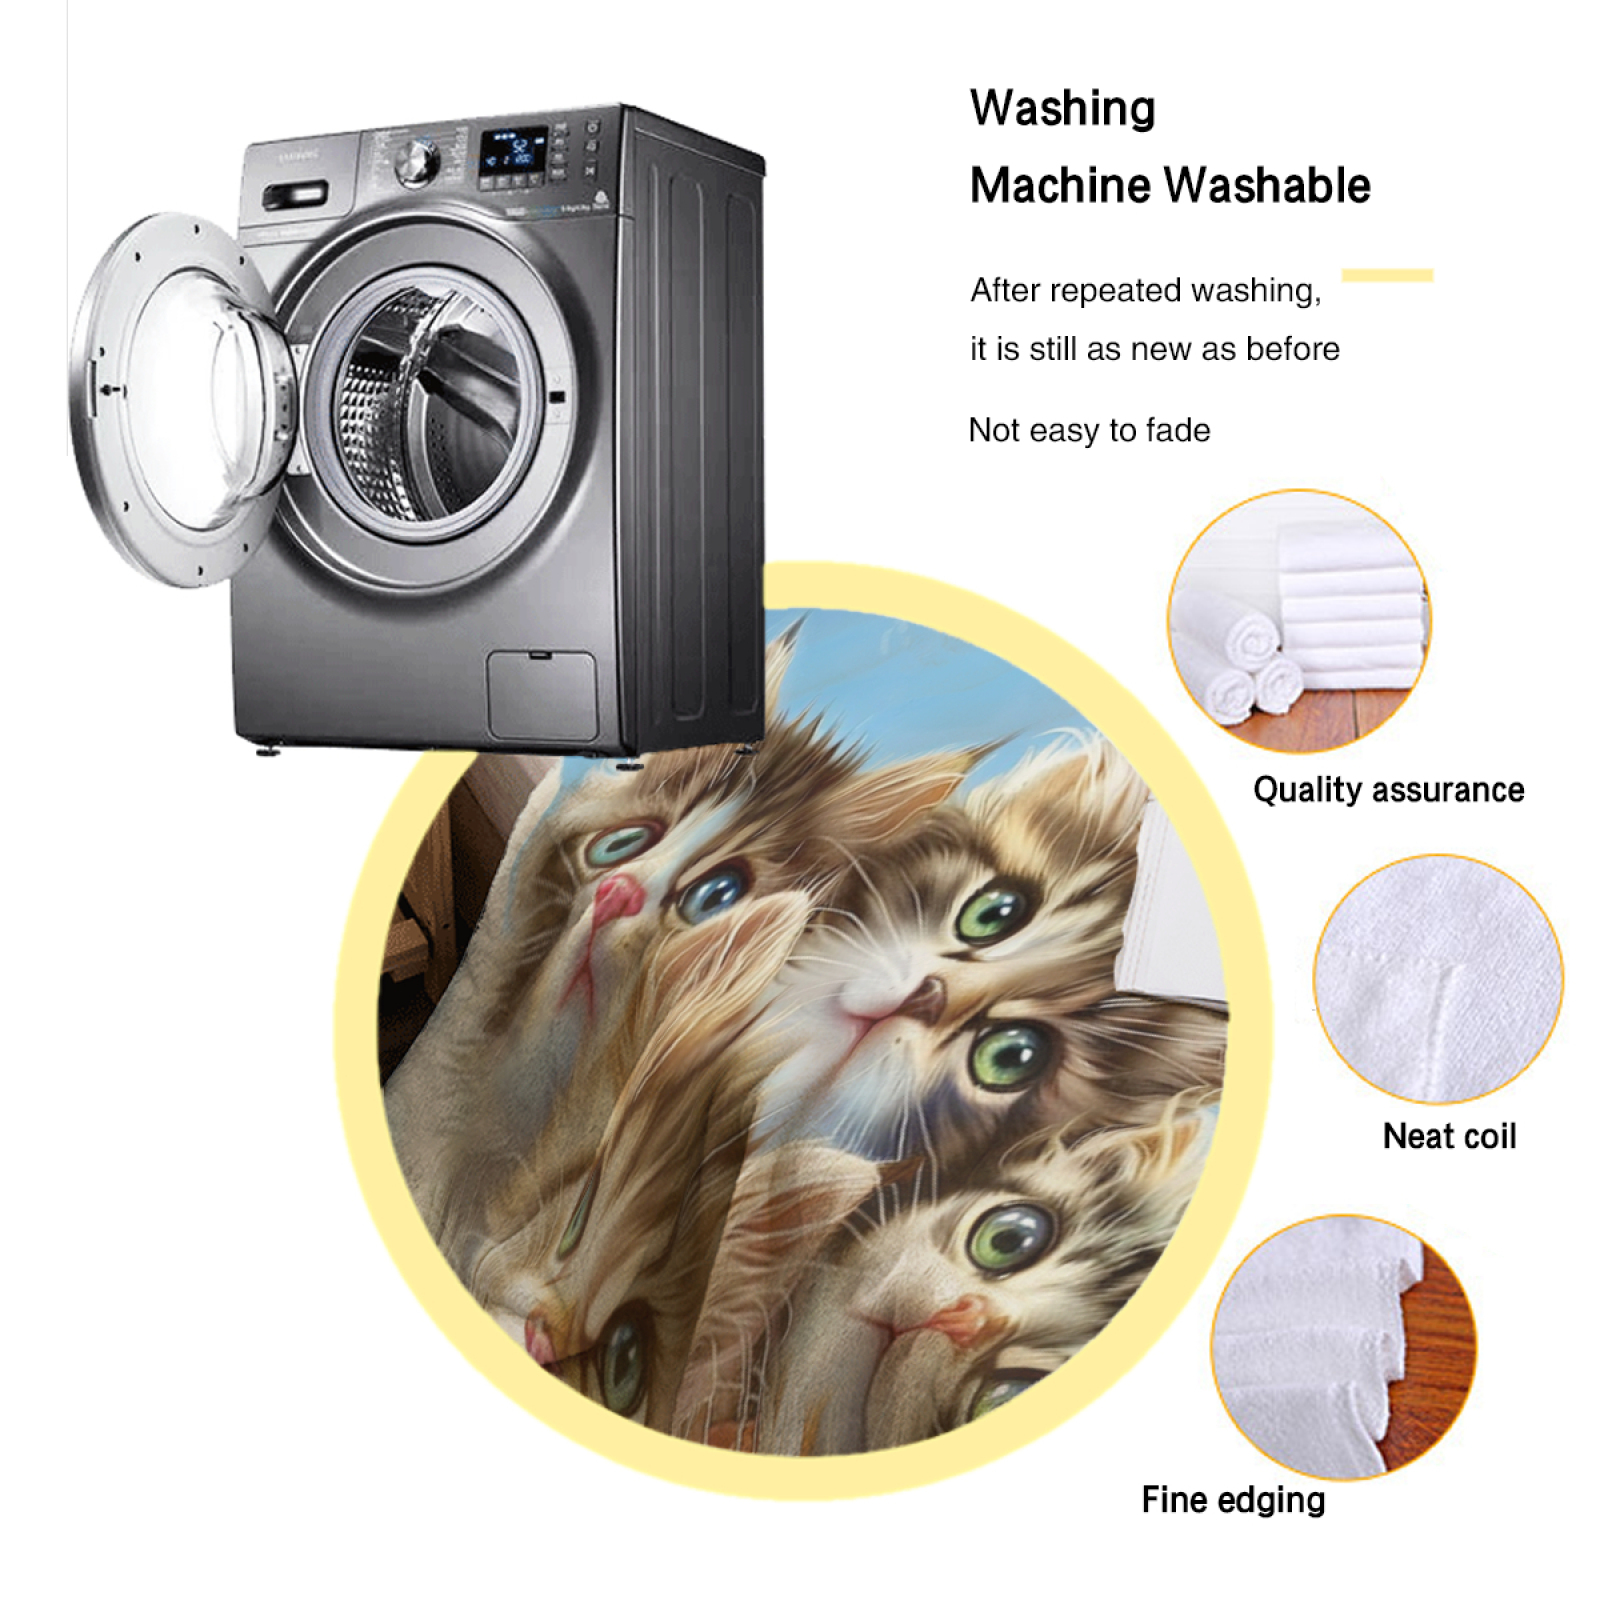 Washing
Machine Washable
After repeated washing,
it is still as new as before
Not easy to fade
Quality assurance
Neat coil
Fine edging